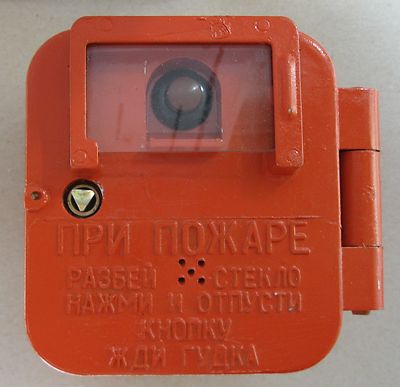 ПРИ ПОЖАРЕ
РАЗБЕЙ СТЕКЛО
НАЖМИ И ОТПУСТИ
КНОПКУ
ЖДИ ГУДКА